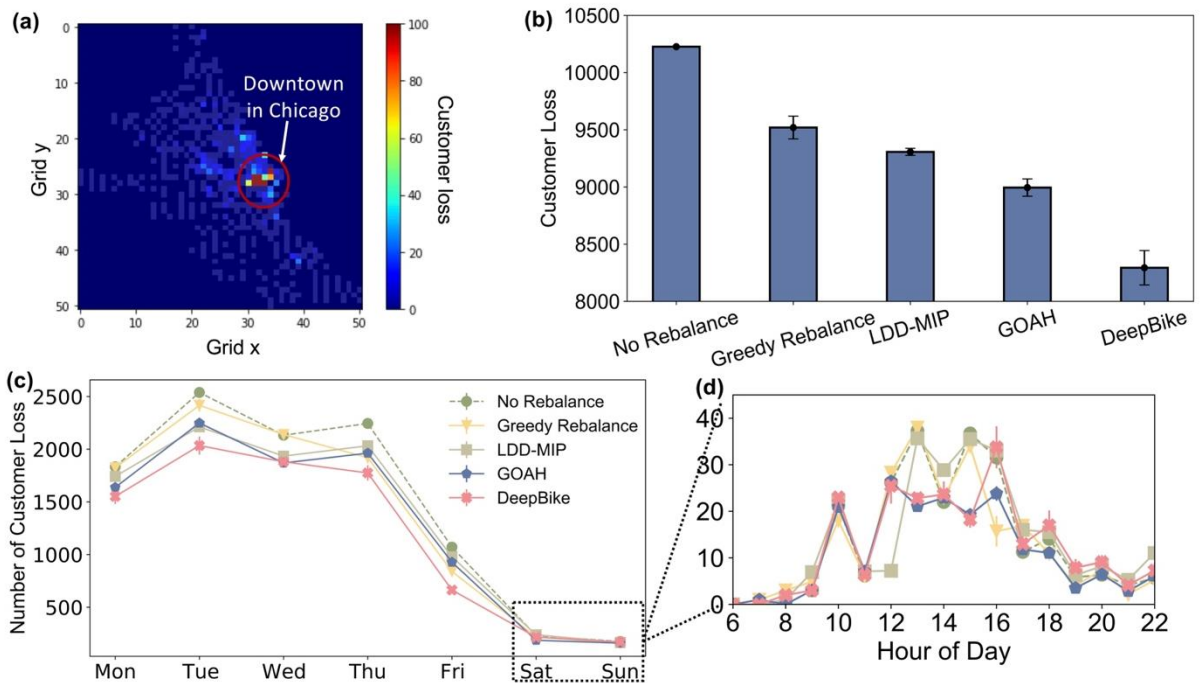 (a)
0
10
20
30
40
50
Grid y
0 10 20 30 40 50
Grid x
Downtown
in Chicago
100
80
60
40
20
0
Customer loss
(b)
10500
10000
9500
9000
8500
8000
Customer Loss
No Rebalance
Greedy Rebalance
LDD-MIP
GOAH
DeepBike
(c)
2500
2000
1500
1000
500
Number of Customer Loss
Mon Tue Wed Thu Fri Sat Sun
No Rebalance
Greedy Rebalance
LDD-MIP
GOAH
DeepBike
(d)
40
30
20
10
0
6 8 10 12 14 16 18 20 22
Hour of Day